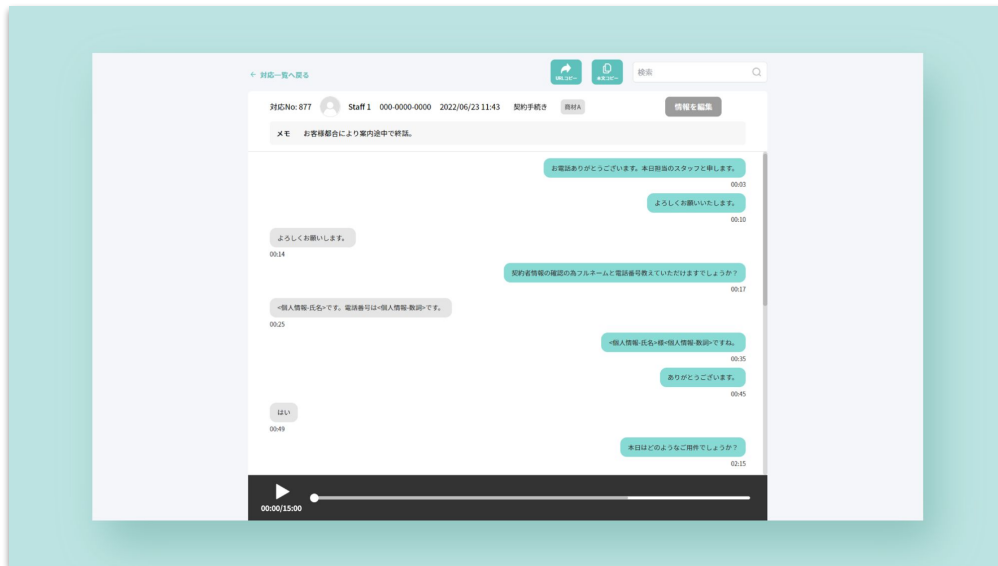 ← 対応一覧へ戻る
URLコピー
全文コピー
検索
対応No: 877 Staff 1 000-0000-0000 2022/06/23 11:43 契約手続き 商材A 情報を編集
メモ お客様都合により案内途中で終話。
お電話ありがとうございます。本日担当のスタッフと申します。
00:03
よろしくお願いいたします。
00:10
よろしくお願いします。
00:14
契約者情報の確認の為フルネームと電話番号教えていただけますでしょうか？
00:17
<個人情報-氏名>です。電話番号は<個人情報-数詞>です。
00:25
<個人情報-氏名>様<個人情報-数詞>ですね。
00:35
ありがとうございます。
00:45
はい
00:49
本日はどのようなご用件でしょうか？
02:15
00:00/15:00